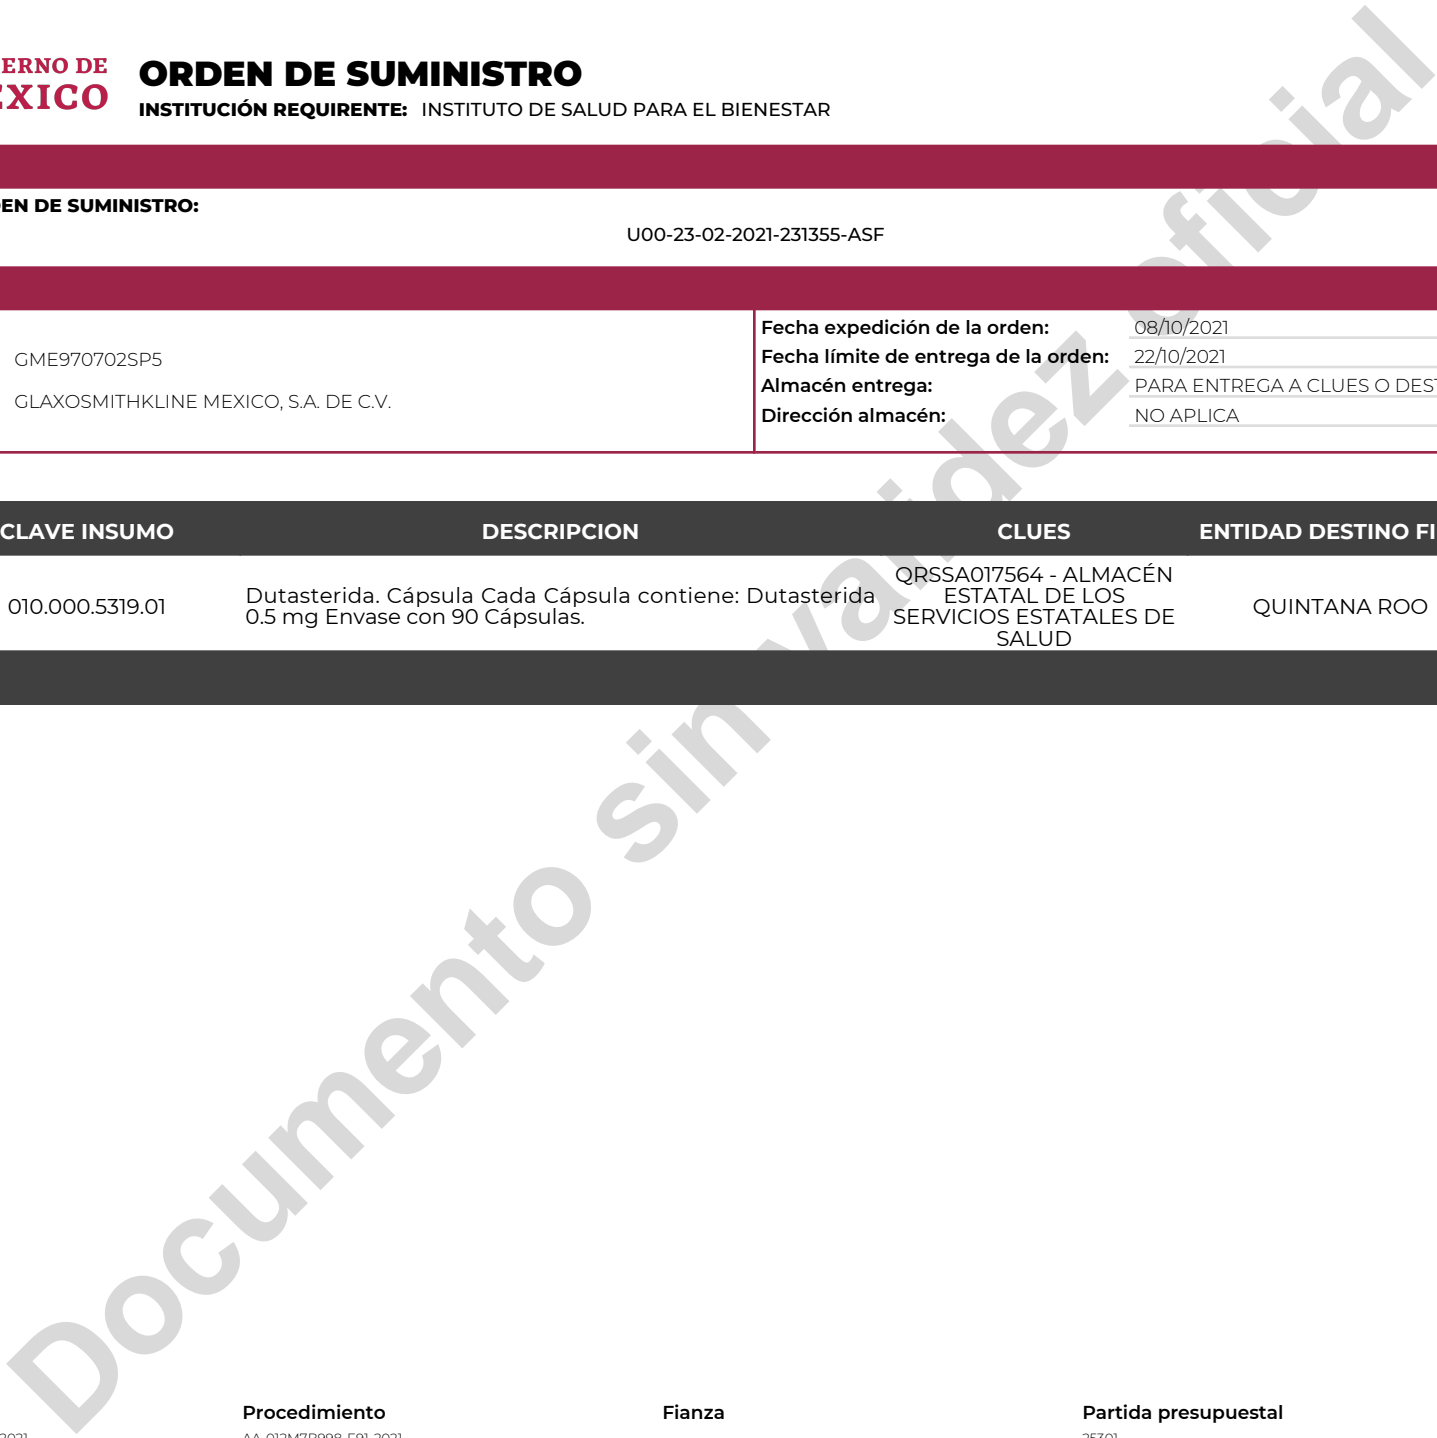 ERNO DE
EXICO
ORDEN DE SUMINISTRO
INSTITUCIÓN REQUIRENTE: INSTITUTO DE SALUD PARA EL BIENESTAR
EN DE SUMINISTRO:
U00-23-02-2021-231355-ASF
GME970702SP5
GLAXOSMITHKLINE MEXICO, S.A. DE C.V.
Fecha expedición de la orden: 08/10/2021
Fecha límite de entrega de la orden: 22/10/2021
Almacén entrega: PARA ENTREGA A CLUES O DEST
Dirección almacén: NO APLICA
CLAVE INSUMO DESCRIPCION CLUES ENTIDAD DESTINO FI
010.000.5319.01
Dutasterida. Cápsula Cada Cápsula contiene: Dutasterida
0.5 mg Envase con 90 Cápsulas.
QRSSA017564 - ALMACÉN
ESTATAL DE LOS
SERVICIOS ESTATALES DE
SALUD
QUINTANA ROO
Documento sin validez oficial
Procedimiento Fianza Partida presupuestal